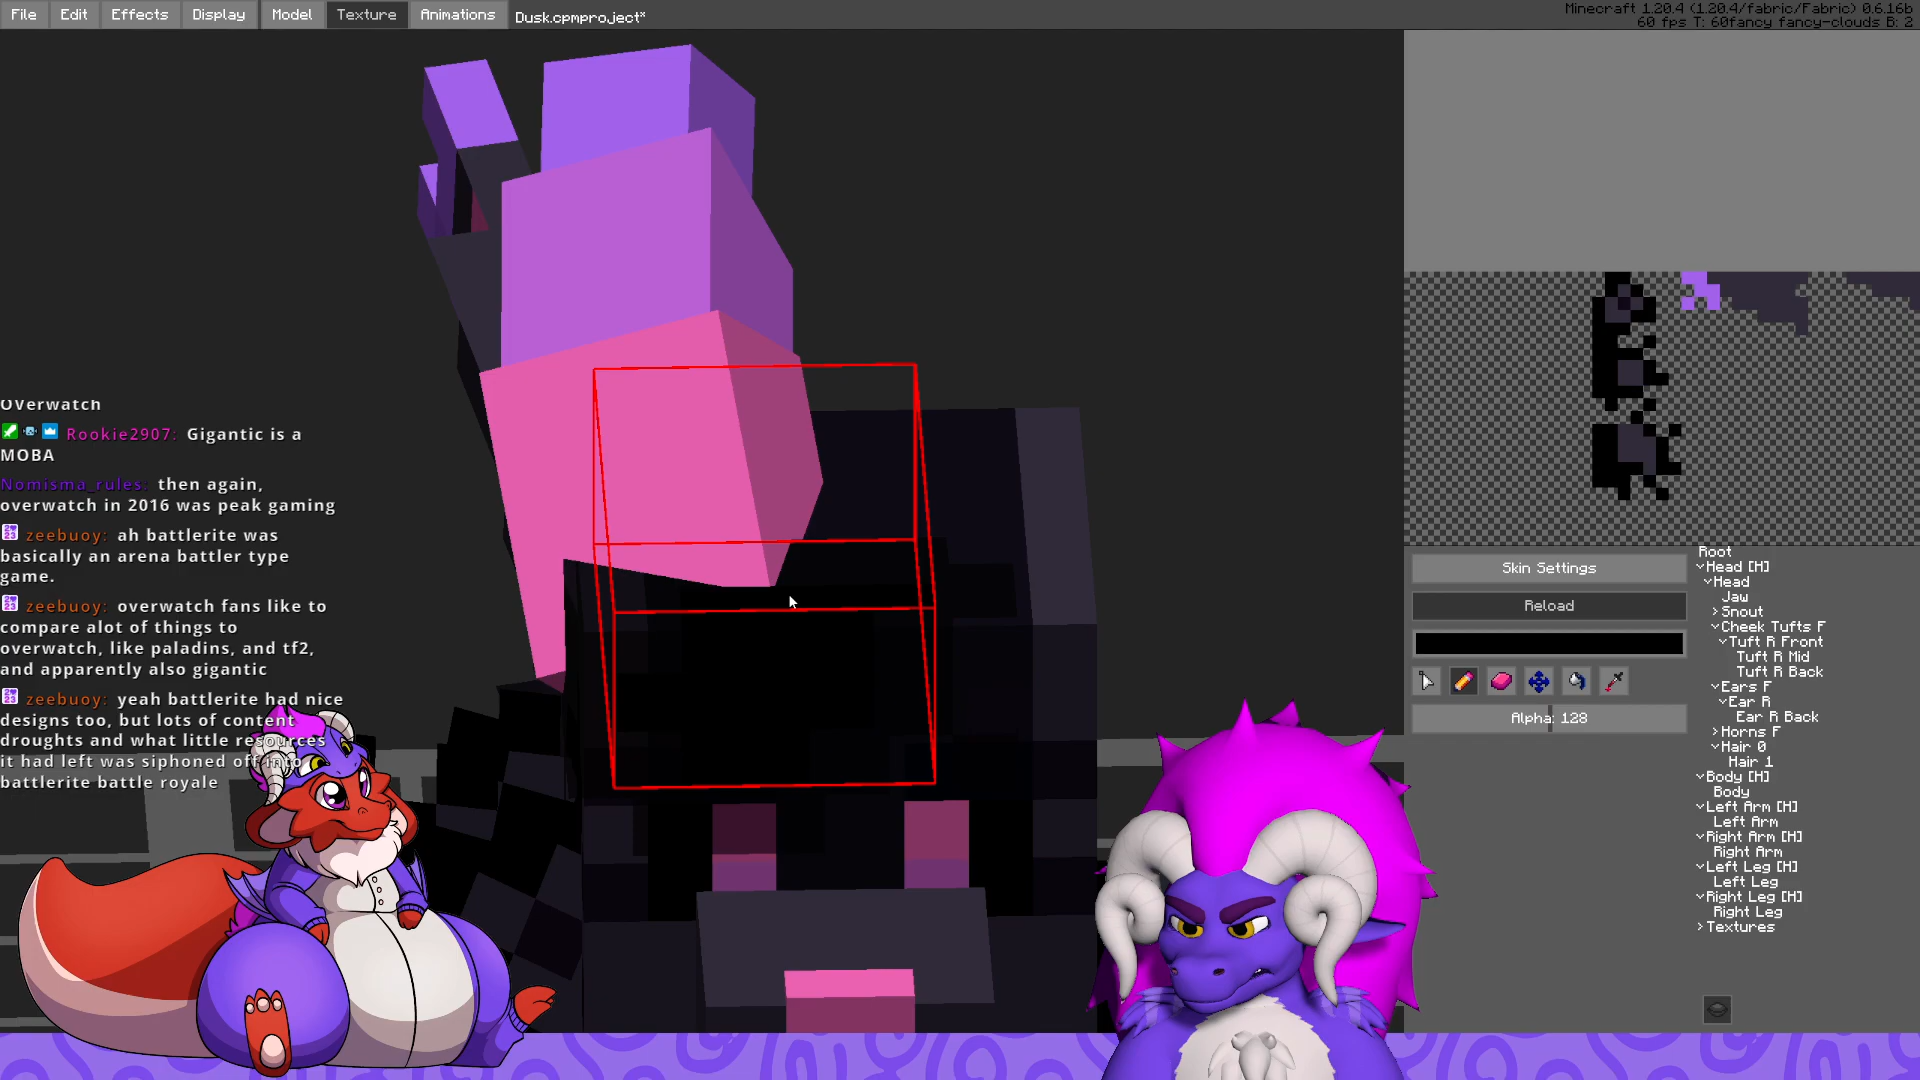 File Edit Effects Display Model Texture Animations Dusk.cpmproject*
Minecraft 1.20.4 (1.20.4/fabric/Fabric) 0.6.16b
60 fps T: 60fancy fancy-clouds B: 2
Overwatch
Rookie2907: Gigantic is a
MOBA
Nomisma_rules: then again,
overwatch in 2016 was peak gaming
zeebuoy: ah battlerite was
basically an arena battler type
game.
zeebuoy: overwatch fans like to
compare alot of things to
overwatch, like paladins, and tf2,
and apparently also gigantic
zeebuoy: yeah battlerite had nice
designs too, but lots of content
droughts and what little resources
it had left was siphoned off into
battlerite battle royale
Skin Settings
Reload
Alpha: 128
Root
Head [H]
Head
Jaw
Snout
Cheek Tufts F
Tuft R Front
Tuft R Mid
Tuft R Back
Ears F
Ear R
Ear R Back
Horns F
Hair 0
Hair 1
Body [H]
Body
Left Arm [H]
Left Arm
Right Arm [H]
Right Arm
Left Leg [H]
Left Leg
Right Leg [H]
Right Leg
Textures